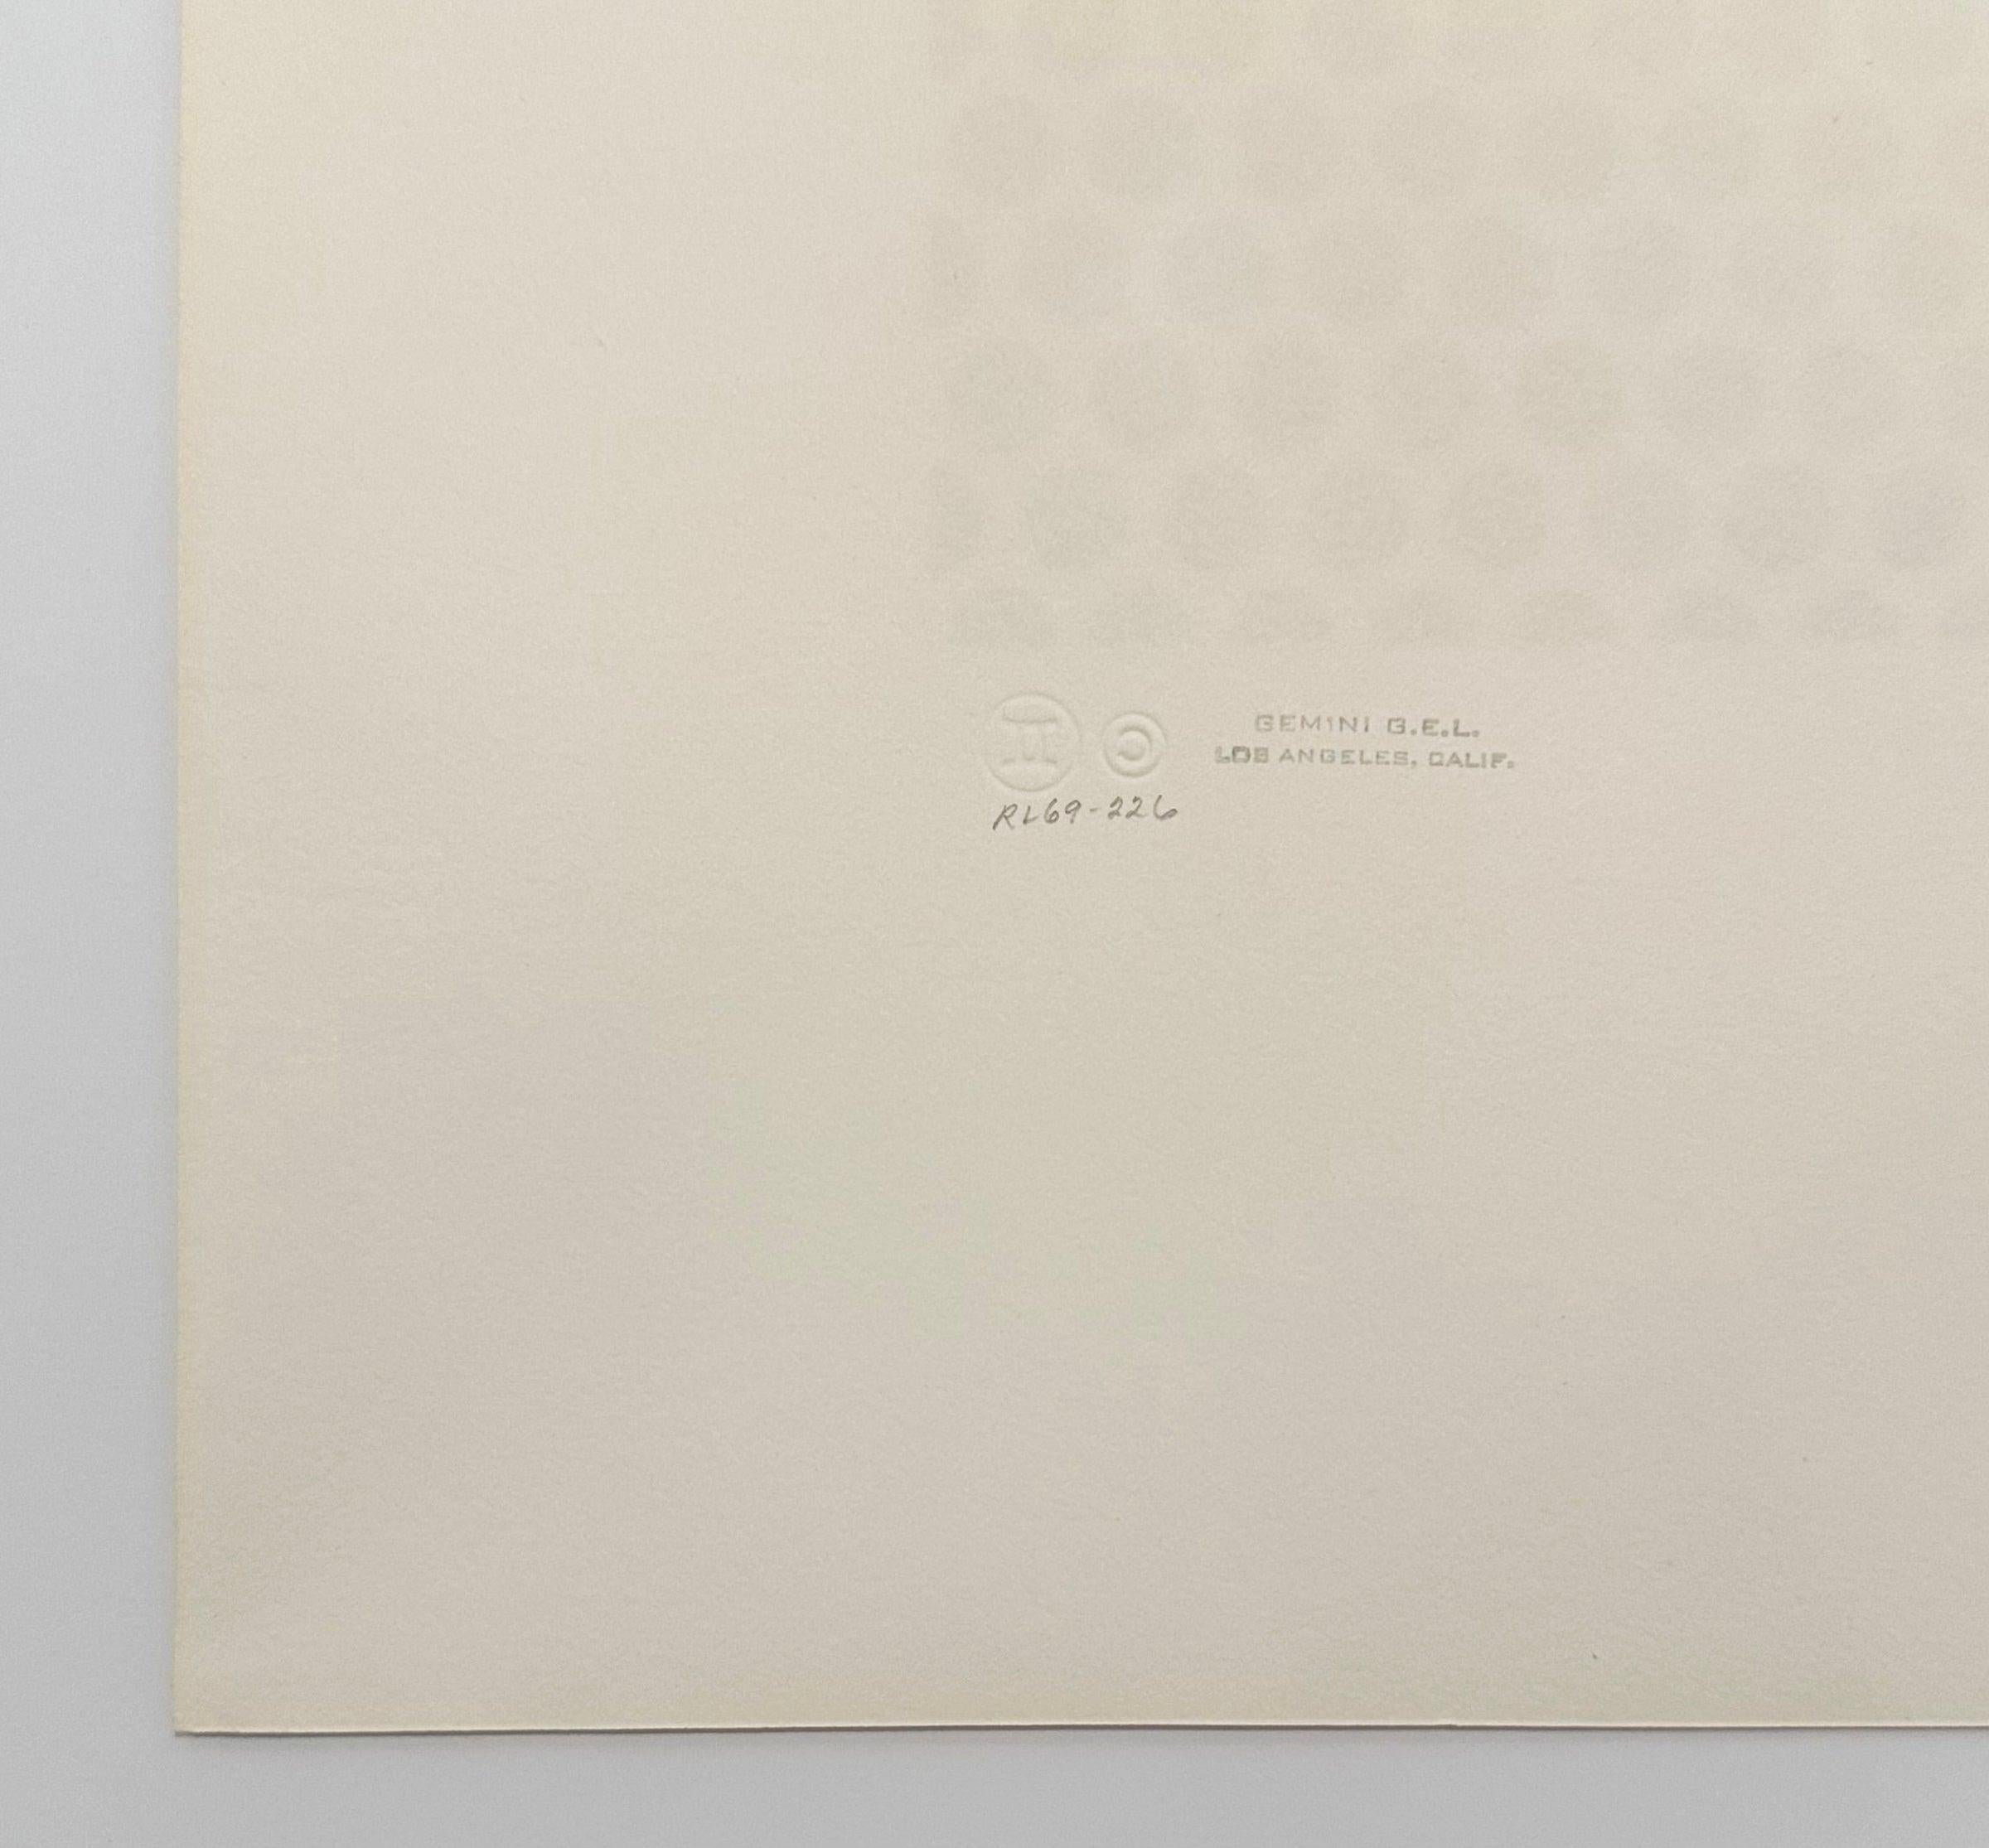 GEMINI G.E.L.
LOS ANGELES, CALIF.
©
RL69-226